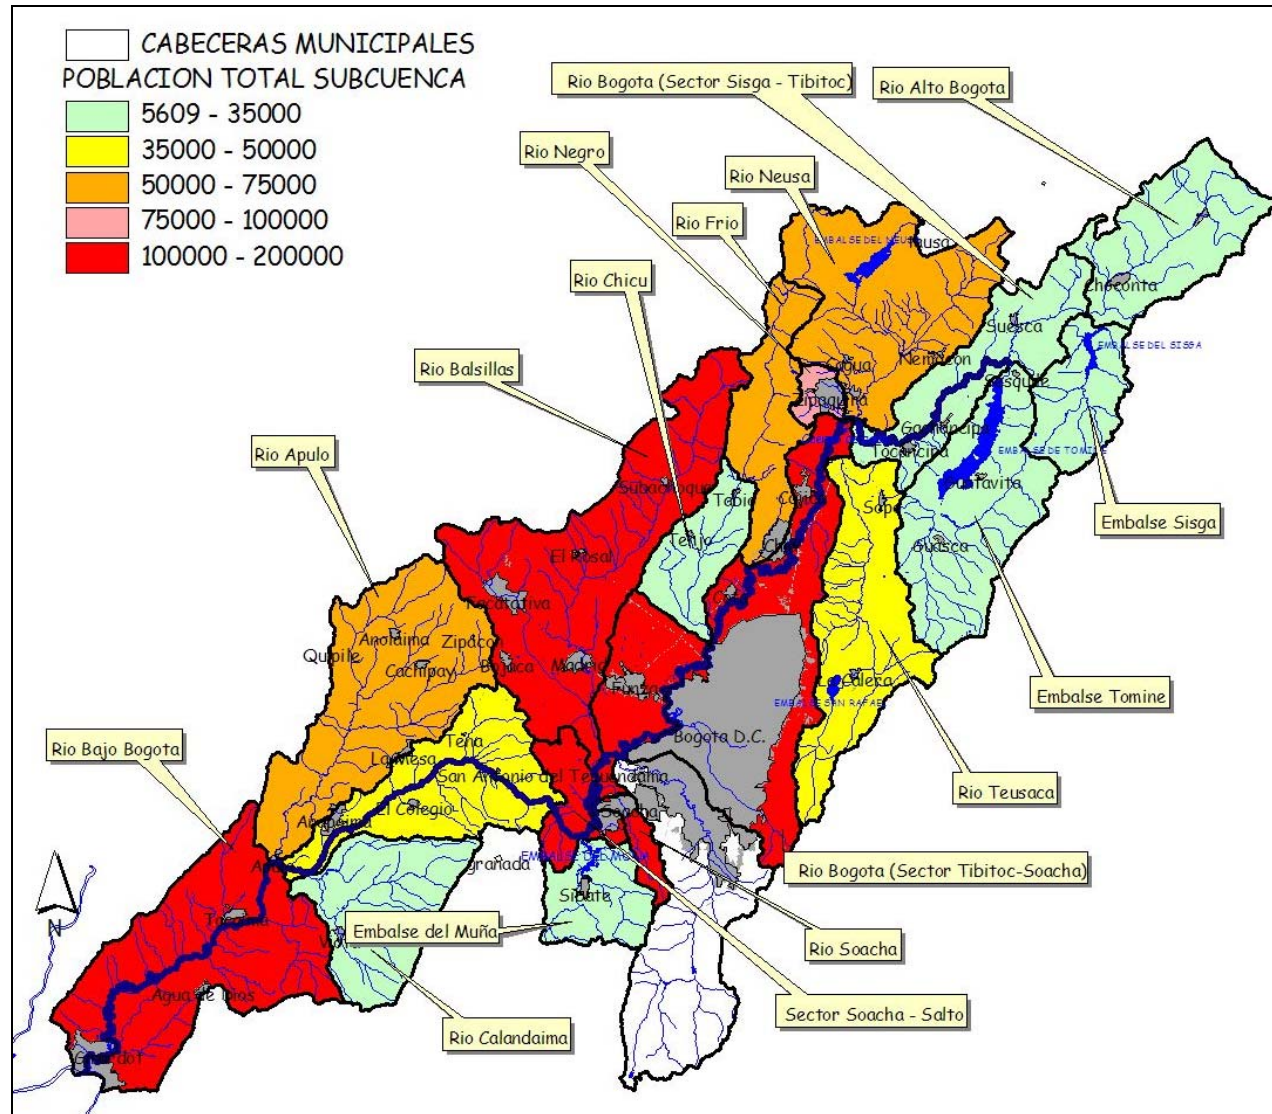 CABECERAS MUNICIPALES
POBLACION TOTAL SUBCUENCA
5609 - 35000
35000 - 50000
50000 - 75000
75000 - 100000
100000 - 200000
Rio Bogota (Sector Sisga - Tibitoc)
Rio Alto Bogota
Rio Negro
Rio Neusa
Rio Frio
Rio Chicu
Rio Balsillas
Rio Apulo
Rio Bajo Bogota
EMBALSE DEL NEUSA
Choconta
Suesca
EMBALSE DEL SISGA
Cogua
Nemocon
Sesquile
Zipaquira
Gachancipa
Tocancipa
EMBALSE DE TOMINE
Guatavita
Subachoque
Tabio
Cajica
Sopo
Embalse Sisga
Tenjo
Chia
Guasca
El Rosal
Facatativa
Cota
Anolaima
Zipacon
Quipile
Cachipay
Bojaca
Madrid
Funza
La Calera
EMBALSE SAN RAFAEL
Embalse Tomine
Bogota D.C.
Tena
La Mesa
San Antonio del Tequendama
Rio Teusaca
El Colegio
Anapoima
Soacha
EMBALSE DEL MUÑA
Granada
Rio Bogota (Sector Tibitoc-Soacha)
Sibate
Tocaima
Embalse del Muña
Rio Soacha
Agua de Dios
Sector Soacha - Salto
Rio Calandaima
Girardot
N